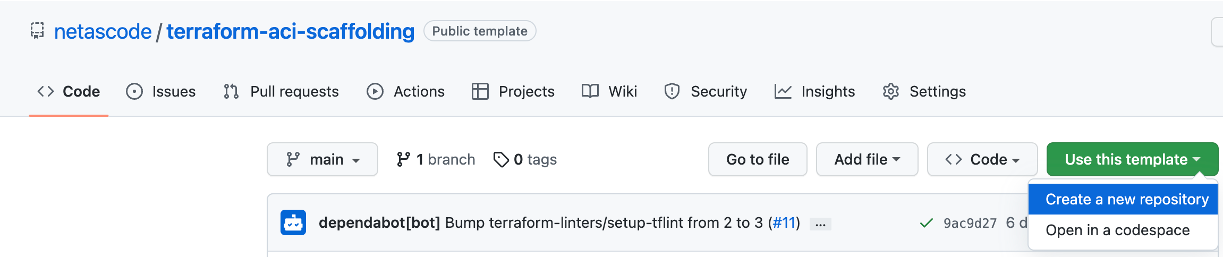 netascode / terraform-aci-scaffolding Public template
Code Issues Pull requests Actions Projects Wiki Security Insights Settings
main 1 branch 0 tags Go to file Add file Code Use this template
Create a new repository
dependabot[bot] Bump terraform-linters/setup-tflint from 2 to 3 (#11) ... 9ac9d27 6 d
Open in a codespace